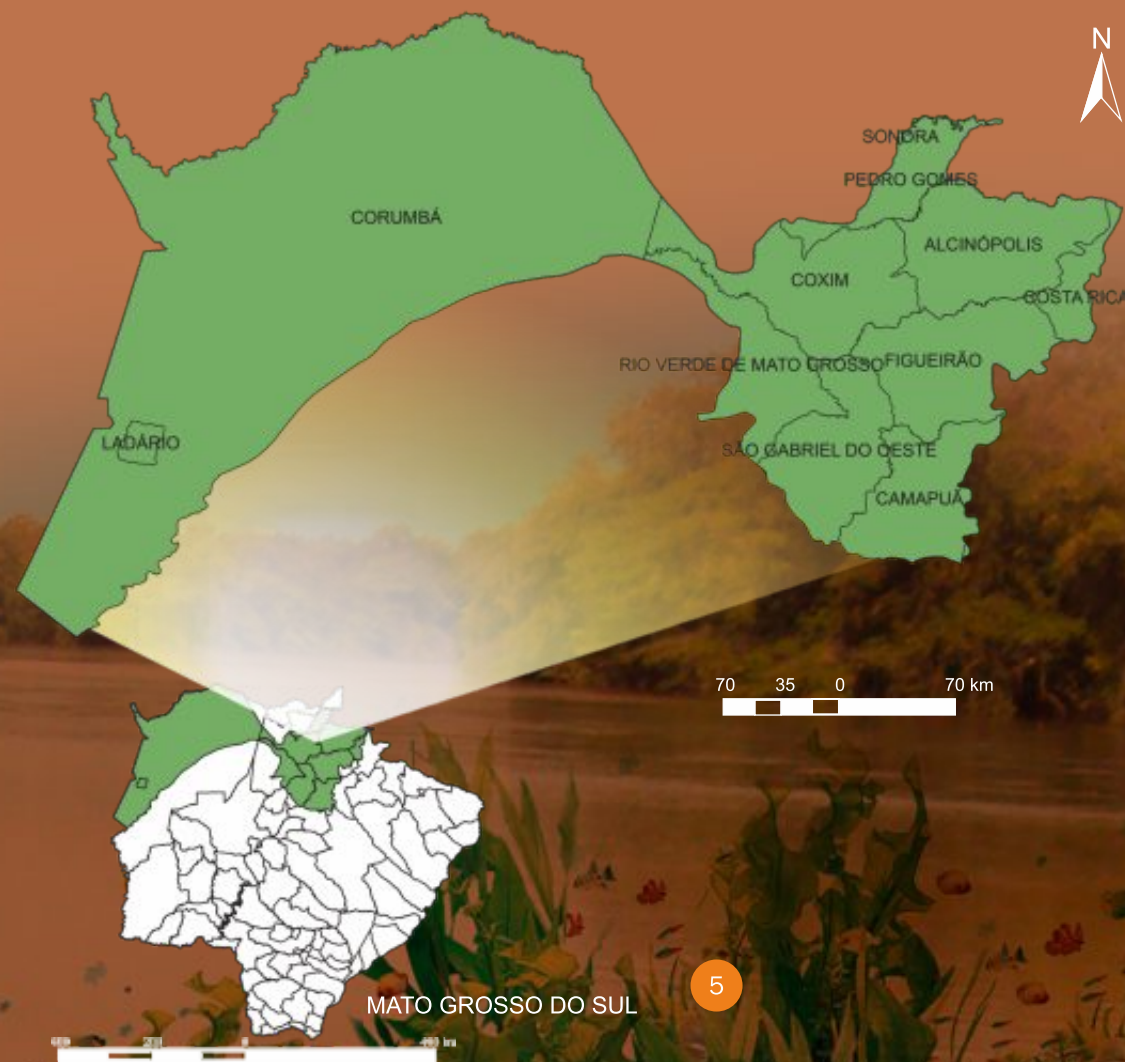 N
SONORA
PEDRO GOMES
CORUMBÁ
ALCINÓPOLIS
COXIM
COSTA RICA
RIO VERDE DE MATO GROSSO
FIGUEIRÃO
LADÁRIO
SÃO GABRIEL DO OESTE
CAMAPUÃ
70 35 0 70 km
5
MATO GROSSO DO SUL